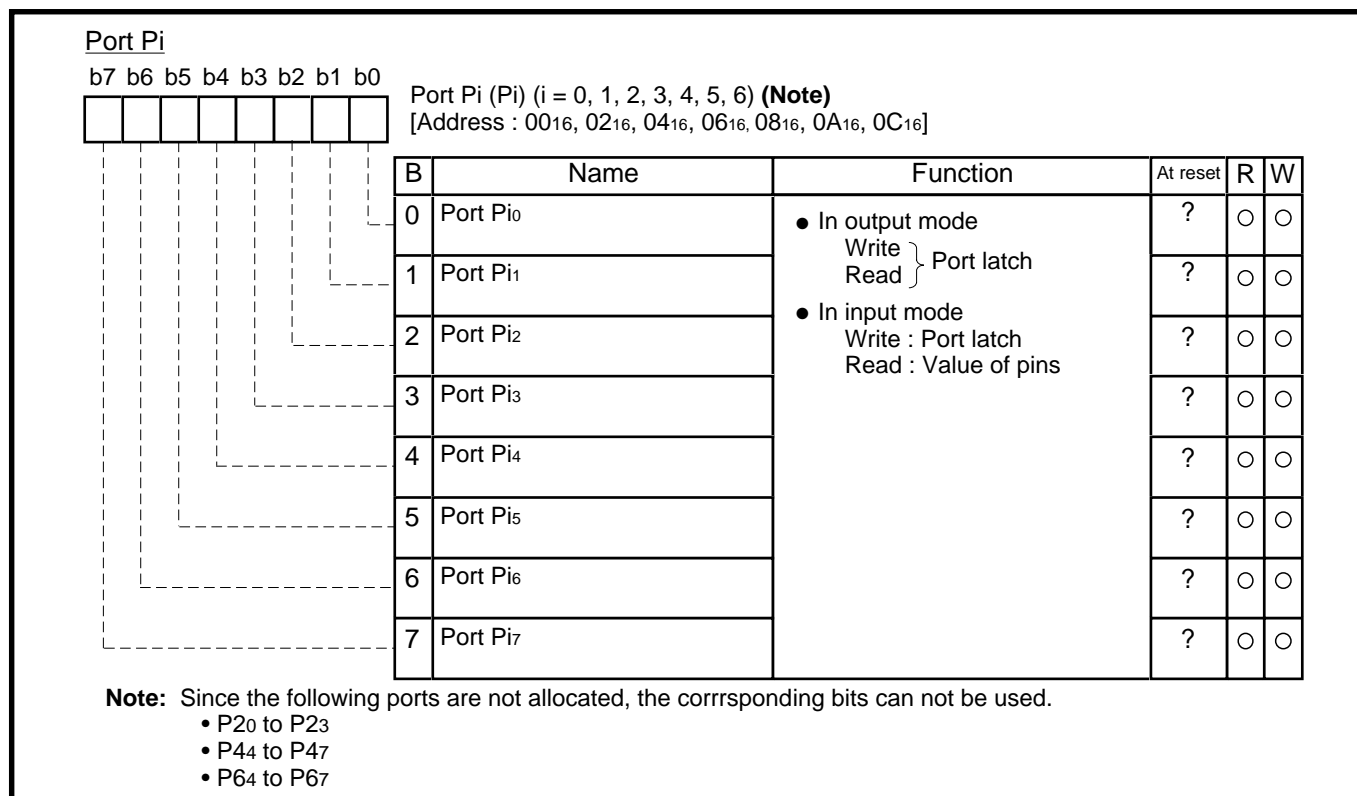 Port Pi
b7 b6 b5 b4 b3 b2 b1 b0
Port Pi (Pi) (i = 0, 1, 2, 3, 4, 5, 6) (Note)
[Address : 0016, 0216, 0416, 0616, 0816, 0A16, 0C16]
B Name Function At reset R W
0 Port Pi0 ? ○ ○
1 Port Pi1 ? ○ ○
2 Port Pi2 ? ○ ○
3 Port Pi3 ? ○ ○
4 Port Pi4 ? ○ ○
5 Port Pi5 ? ○ ○
6 Port Pi6 ? ○ ○
7 Port Pi7 ? ○ ○
● In output mode
Write
Read } Port latch
● In input mode
Write : Port latch
Read : Value of pins
Note: Since the following ports are not allocated, the corrrsponding bits can not be used.
• P20 to P23
• P44 to P47
• P64 to P67